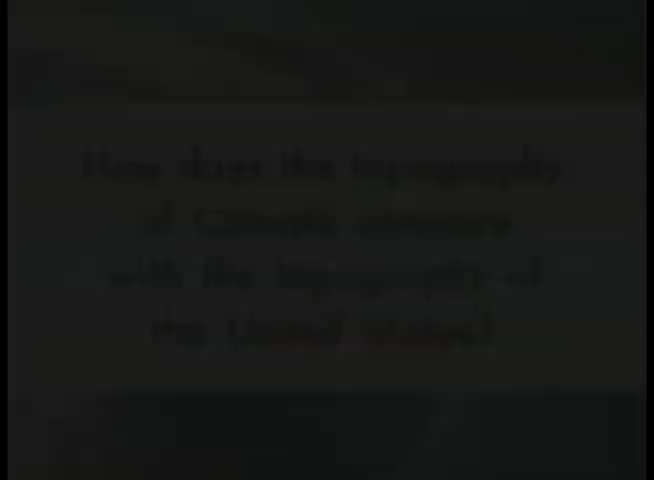 How does the topography
of Canada compare
with the topography of
the United States?